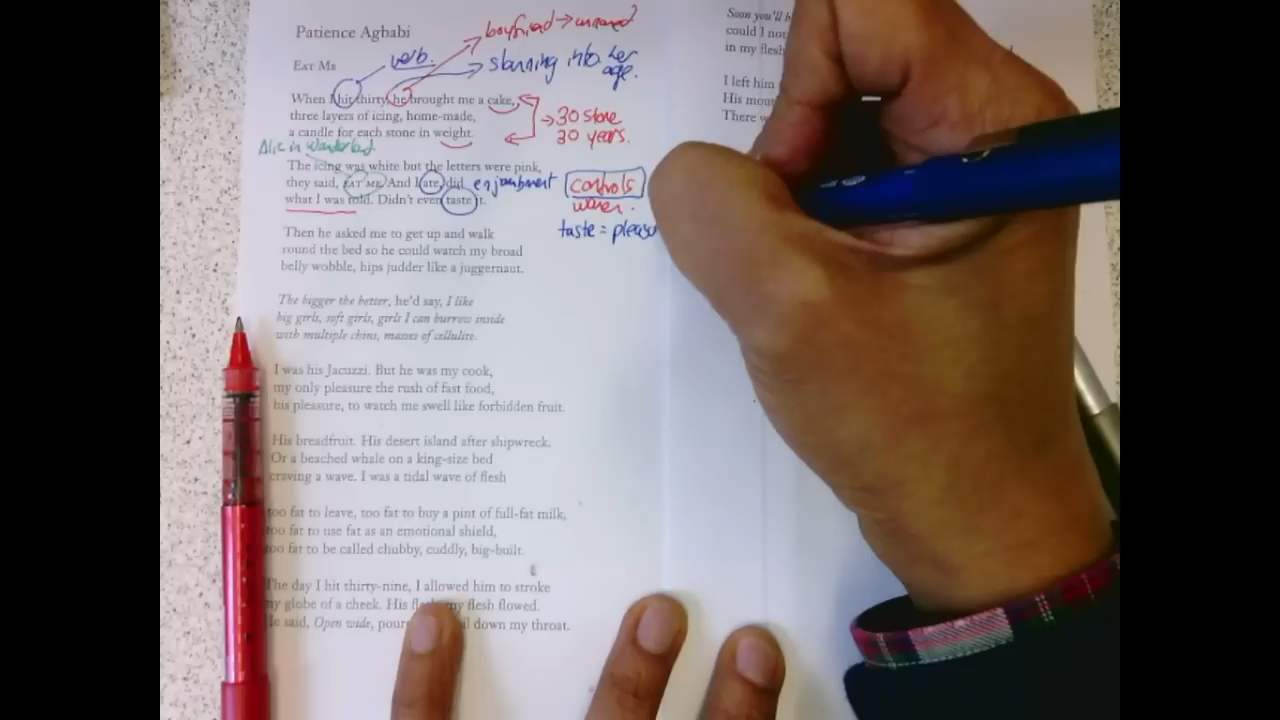 Patience Agbabi
boyfriend → unnamed
EAT ME
verb.
slamming into her age.
When I hit thirty, he brought me a cake,
three layers of icing, home-made,
a candle for each stone in weight.
→ 30 stone
30 years.
Alice in Wonderland
The icing was white but the letters were pink,
they said, EAT ME. And I ate, did
what I was told. Didn't even taste it.
enjambment
controls
taste = pleasu
Then he asked me to get up and walk
round the bed so he could watch my broad
belly wobble, hips judder like a juggernaut.
The bigger the better, he'd say, I like
big girls, soft girls, girls I can burrow inside
with multiple chins, masses of cellulite.
I was his Jacuzzi. But he was my cook,
my only pleasure the rush of fast food,
his pleasure, to watch me swell like forbidden fruit.
His breadfruit. His desert island after shipwreck.
Or a beached whale on a king-size bed
craving a wave. I was a tidal wave of flesh
too fat to leave, too fat to buy a pint of full-fat milk,
too fat to use fat as an emotional shield,
too fat to be called chubby, cuddly, big-built.
The day I hit thirty-nine, I allowed him to stroke
my globe of a cheek. His my flesh flowed.
He said, Open wide, pour down my throat.
Soon you'll
could I
in my flesh
I left him
His
There